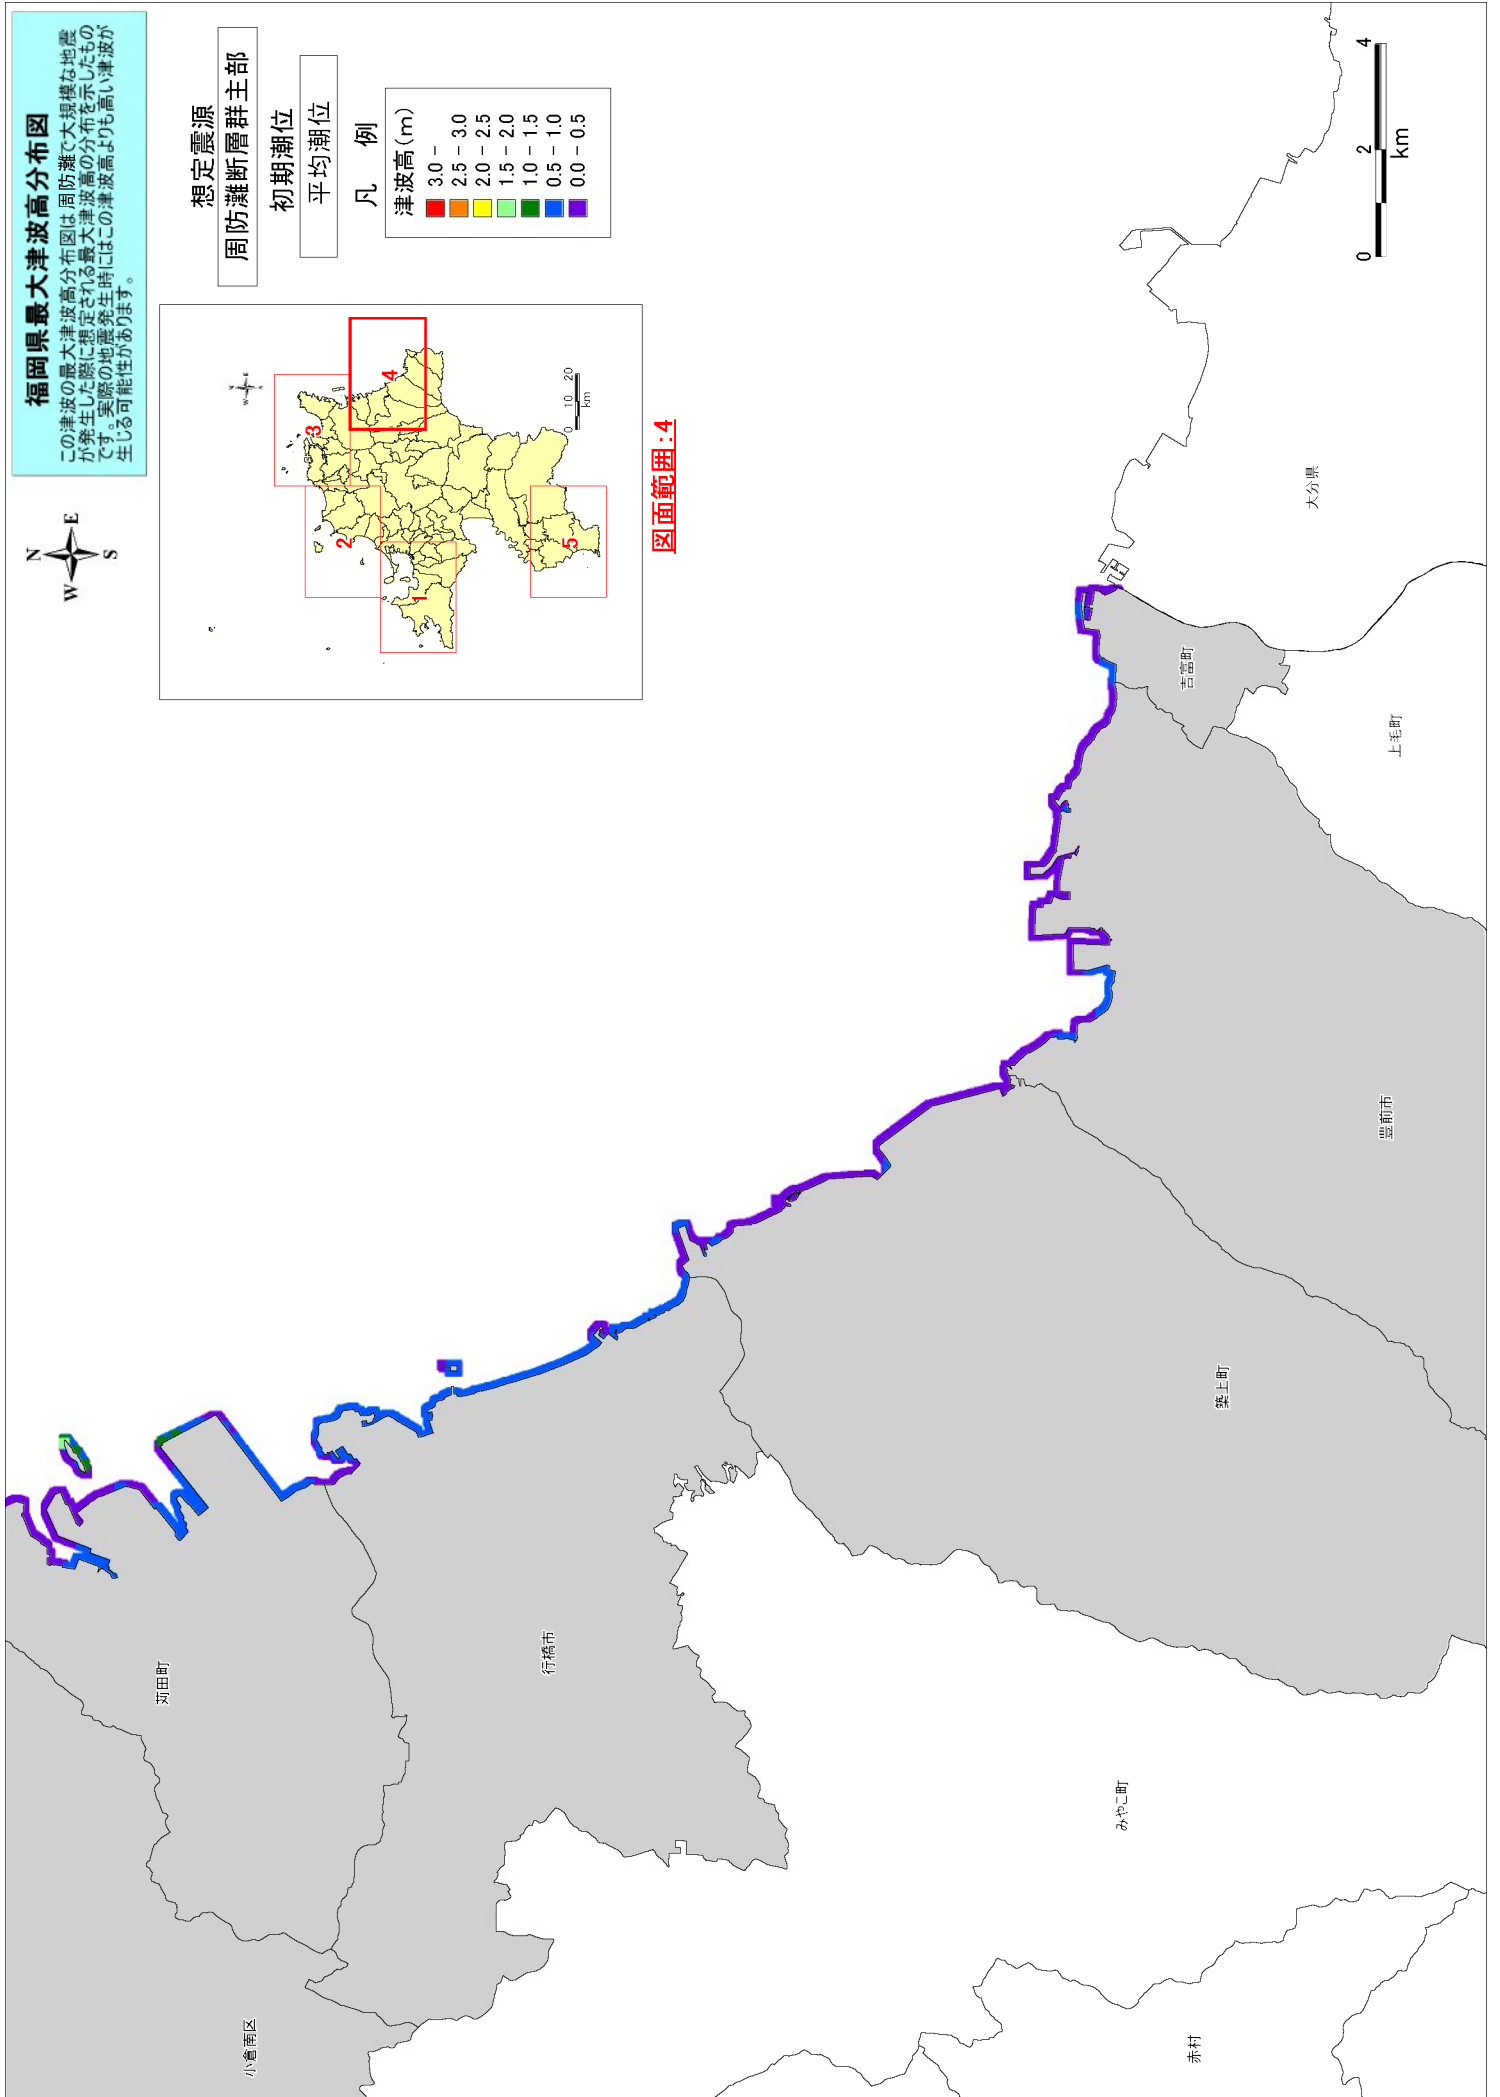 福岡県最大津波高分布図
この津波の最大津波高分布図は、周防灘で大規模な地震
が発生した際に想定される最大津波高の分布を示したもの
です。実際の地震発生時にはこの津波高よりも高い津波が
生じる可能性があります。
N
W
E
S
想定震源
周防灘断層群主部
初期潮位
平均潮位
凡 例
津波高(m)
3.0 -
2.5 - 3.0
2.0 - 2.5
1.5 - 2.0
1.0 - 1.5
0.5 - 1.0
0.0 - 0.5
1
2
3
4
5
0 10 20
km
図面範囲:4
小倉南区
苅田町
行橋市
みやこ町
赤村
築上町
豊前市
上毛町
吉富町
大分県
0 2 4
km